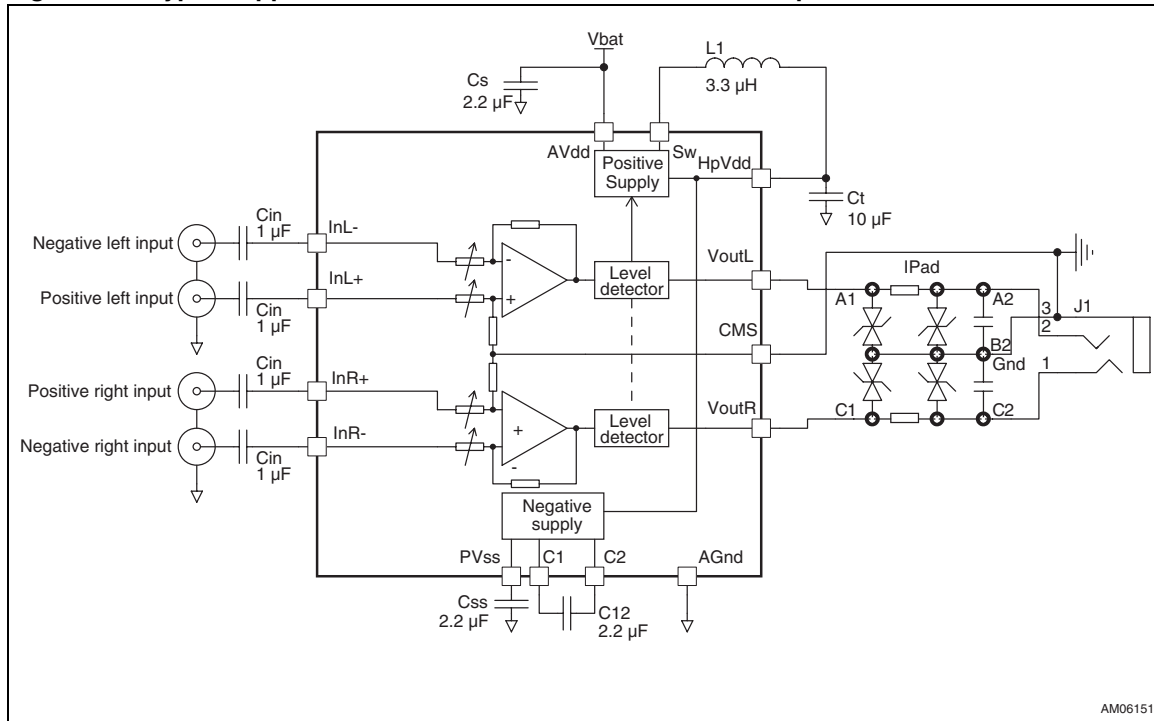 Vbat
L1
3.3 µH
Cs
2.2 µF
AVdd
Sw
HpVdd
Positive
Supply
Ct
10 µF
Cin
1 µF
InL-
Negative left input
-
VoutL
IPad
Level
detector
Positive left input
InL+
+
Cin
1 µF
A1
A2
3
J1
2
CMS
B2
Gnd
Cin
1 µF
InR+
Positive right input
1
VoutR
C1
C2
Level
detector
+
InR-
Negative right input
Cin
1 µF
-
Negative
supply
PVss
C1
C2
AGnd
Css
2.2 µF
C12
2.2 µF
AM06151